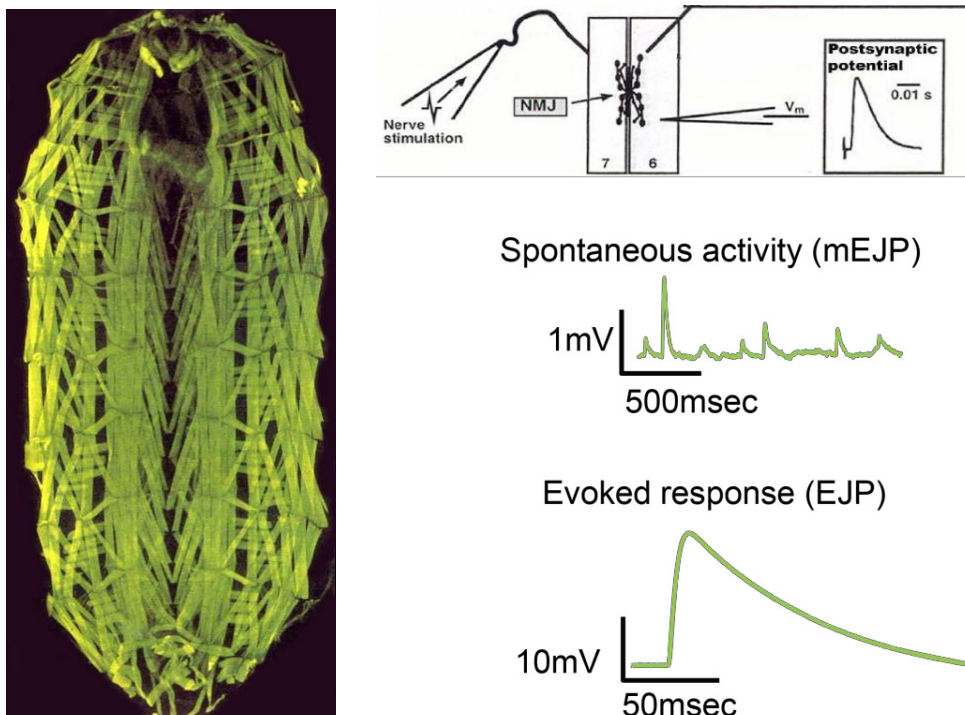 Nerve
stimulation
NMJ
7
6
Vm
Postsynaptic
potential
0.01 s
Spontaneous activity (mEJP)
1mV
500msec
Evoked response (EJP)
10mV
50msec